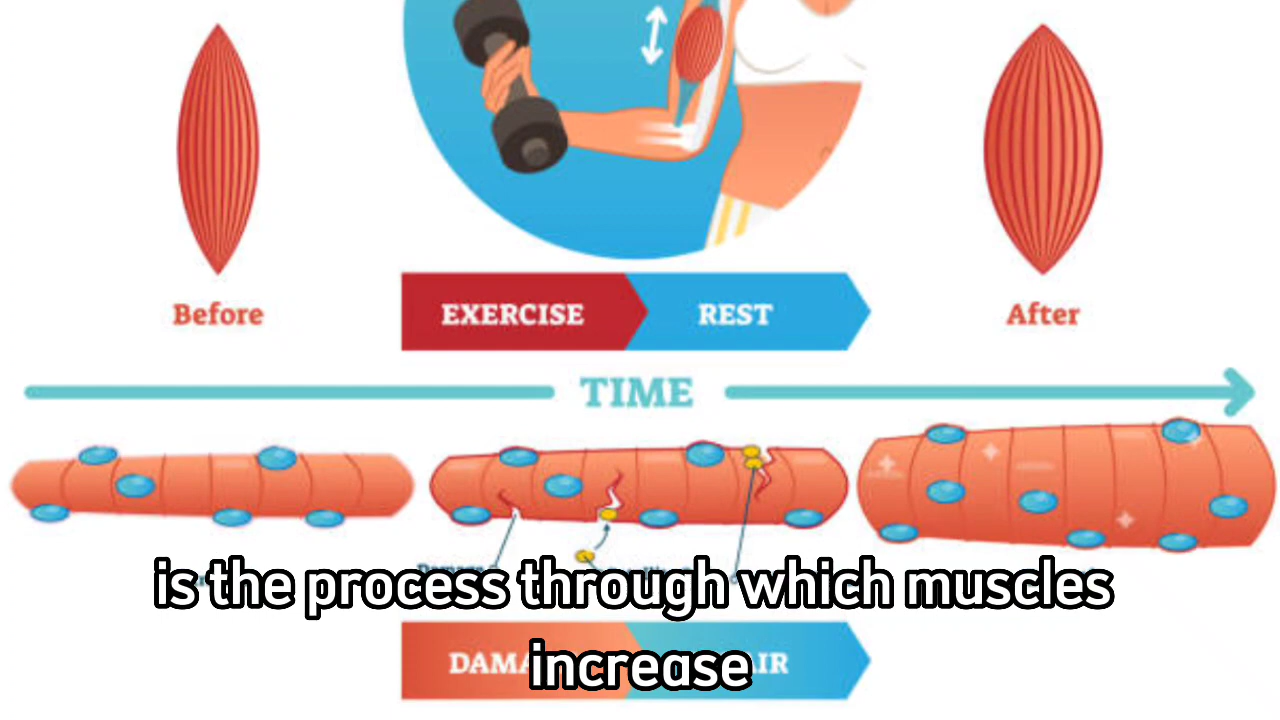 Before
EXERCISE
REST
After
TIME
is the process through which muscles
increase